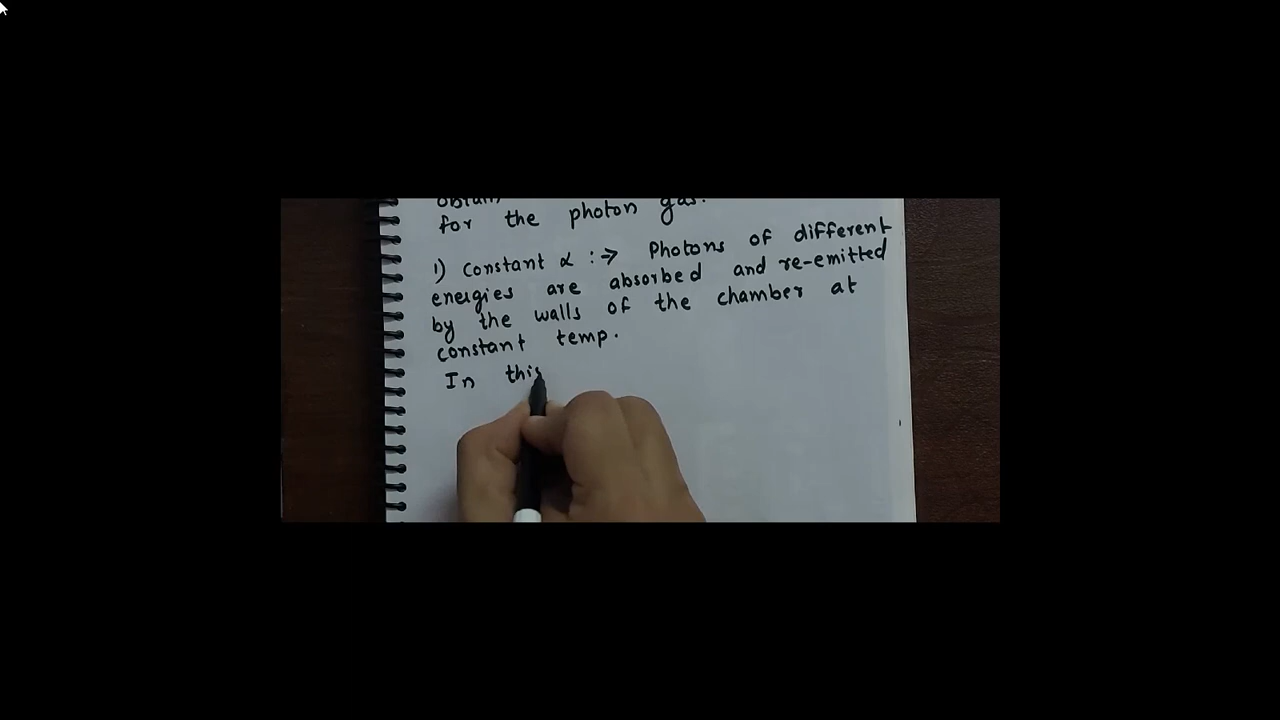 obtain
for the photon gas.
1) Constant α :→ Photons of different
energies are absorbed and re-emitted
by the walls of the chamber at
constant temp.
In this